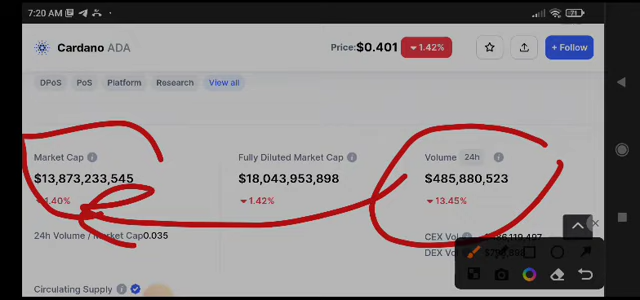 7:20 AM
71
Cardano ADA
Price:$0.401 1.42%
+ Follow
DPoS PoS Platform Research View all
Market Cap
Fully Diluted Market Cap
Volume 24h
$13,873,233,545
$18,043,953,898
$485,880,523
1.40%
1.42%
13.45%
24h Volume / Market Cap0.035
CEX Vol
DEX Vol
Circulating Supply